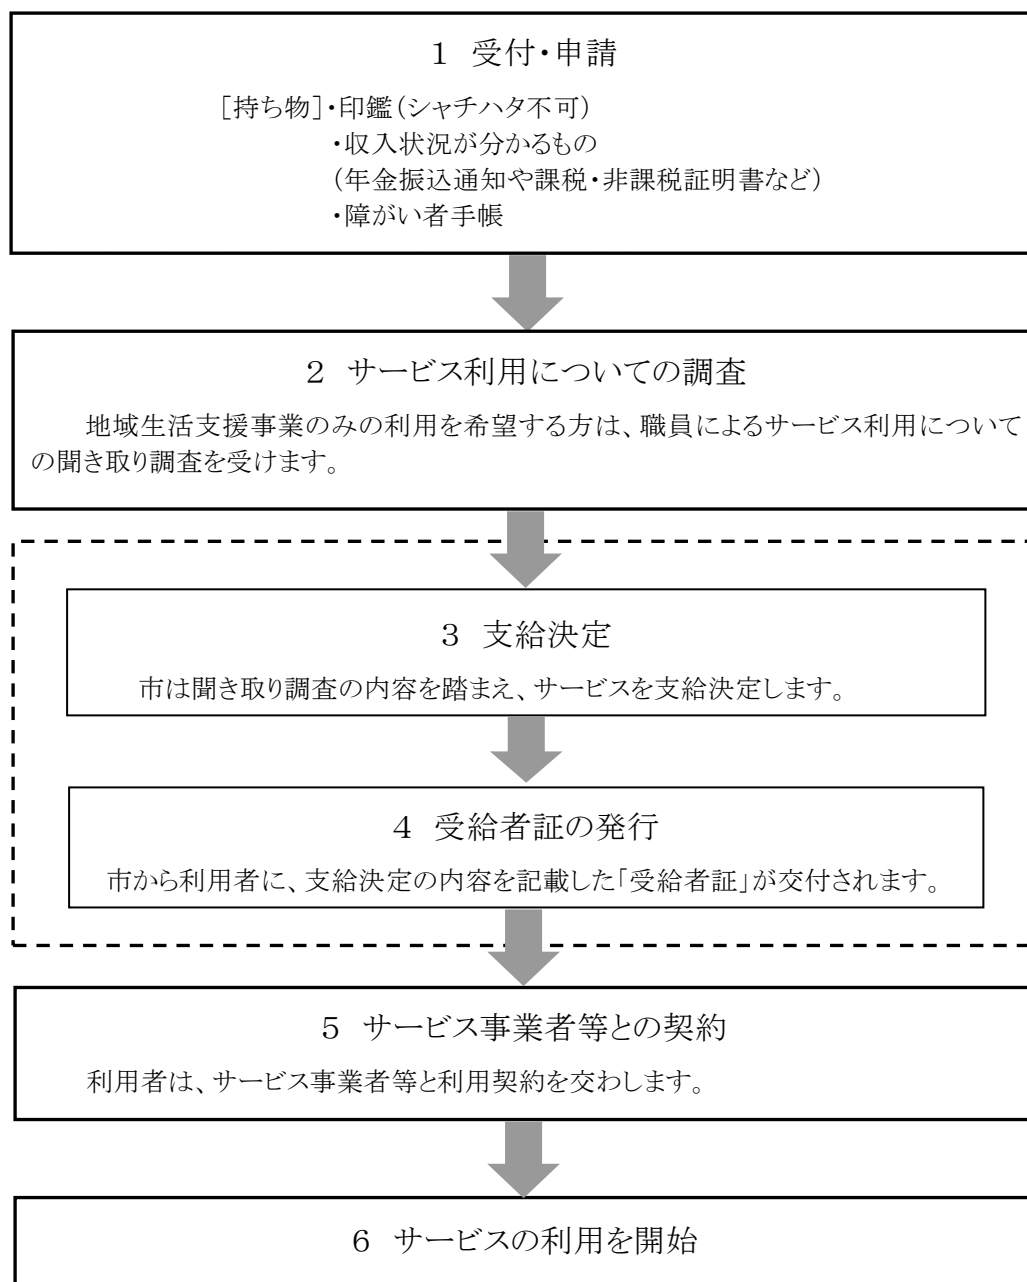 １ 受付・申請
［持ち物］・印鑑（シャチハタ不可）
・収入状況が分かるもの
（年金振込通知や課税・非課税証明書など）
・障がい者手帳
２ サービス利用についての調査
地域生活支援事業のみの利用を希望する方は、職員によるサービス利用について
の聞き取り調査を受けます。
３ 支給決定
市は聞き取り調査の内容を踏まえ、サービスを支給決定します。
４ 受給者証の発行
市から利用者に、支給決定の内容を記載した「受給者証」が交付されます。
５ サービス事業者等との契約
利用者は、サービス事業者等と利用契約を交わします。
６ サービスの利用を開始